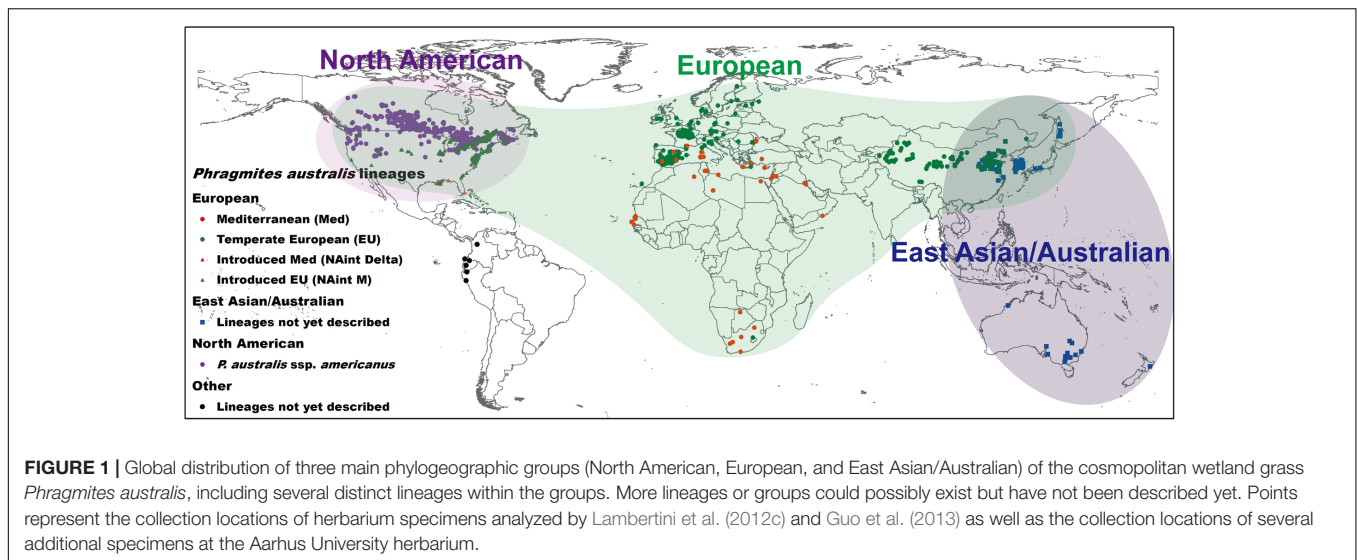 North American
European
East Asian/Australian
Phragmites australis lineages
European
Mediterranean (Med)
Temperate European (EU)
Introduced Med (NAint Delta)
Introduced EU (NAint M)
East Asian/Australian
Lineages not yet described
North American
P. australis ssp. americanus
Other
Lineages not yet described
FIGURE 1 | Global distribution of three main phylogeographic groups (North American, European, and East Asian/Australian) of the cosmopolitan wetland grass
Phragmites australis, including several distinct lineages within the groups. More lineages or groups could possibly exist but have not been described yet. Points
represent the collection locations of herbarium specimens analyzed by Lambertini et al. (2012c) and Guo et al. (2013) as well as the collection locations of several
additional specimens at the Aarhus University herbarium.